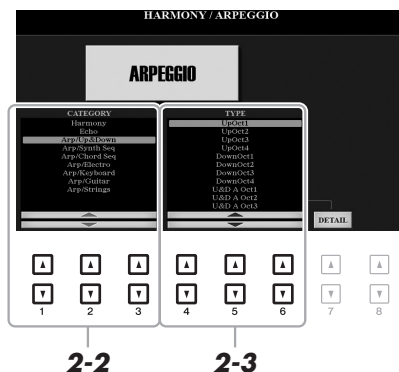 HARMONY / ARPEGGIO
ARPEGGIO
CATEGORY
Harmony
Echo
Arp/Up&Down
Arp/Synth Seq
Arp/Chord Seq
Arp/Electro
Arp/Keyboard
Arp/Guitar
Arp/Strings
TYPE
UpOct1
UpOct2
UpOct3
UpOct4
DownOct1
DownOct2
DownOct3
DownOct4
U&D A Oct1
U&D A Oct2
U&D A Oct3
DETAIL
1 2 3 4 5 6 7 8
2-2 2-3